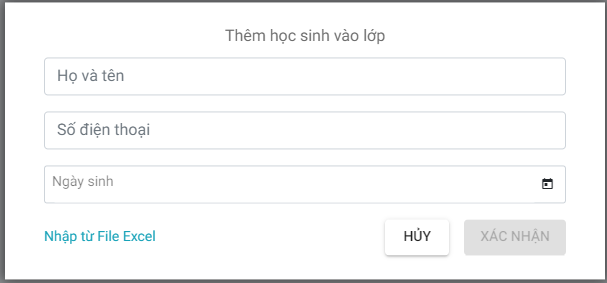 Thêm học sinh vào lớp
Họ và tên
Số điện thoại
Ngày sinh
Nhập từ File Excel
HỦY
XÁC NHẬN